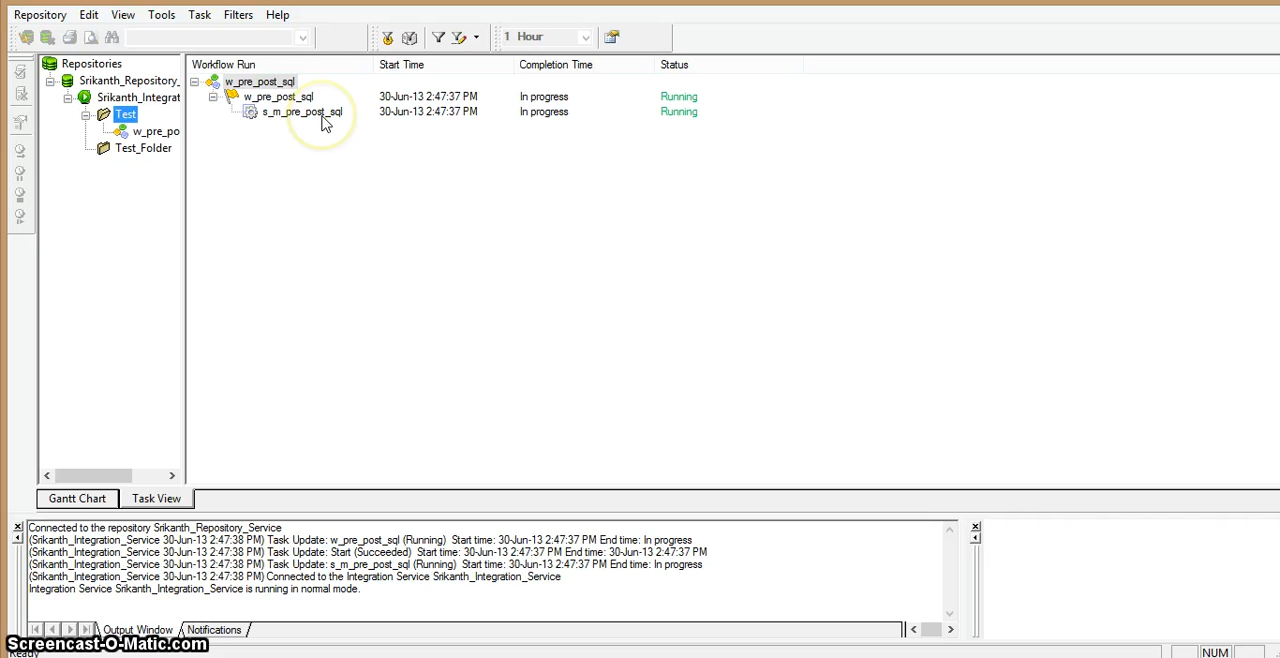 Repository Edit View Tools Task Filters Help
1 Hour
Repositories
Srikanth_Repository_
Srikanth_Integrat
Test
w_pre_po
Test_Folder
Workflow Run Start Time Completion Time Status
w_pre_post_sql
w_pre_post_sql 30-Jun-13 2:47:37 PM In progress Running
s_m_pre_post_sql 30-Jun-13 2:47:37 PM In progress Running
Gantt Chart Task View
Connected to the repository Srikanth_Repository_Service
(Srikanth_Integration_Service 30-Jun-13 2:47:38 PM) Task Update: w_pre_post_sql (Running) Start time: 30-Jun-13 2:47:37 PM End time: In progress
(Srikanth_Integration_Service 30-Jun-13 2:47:38 PM) Task Update: Start (Succeeded) Start time: 30-Jun-13 2:47:37 PM End time: 30-Jun-13 2:47:37 PM
(Srikanth_Integration_Service 30-Jun-13 2:47:38 PM) Task Update: s_m_pre_post_sql (Running) Start time: 30-Jun-13 2:47:37 PM End time: In progress
(Srikanth_Integration_Service 30-Jun-13 2:47:38 PM) Connected to the Integration Service Srikanth_Integration_Service
Integration Service Srikanth_Integration_Service is running in normal mode.
Output Window Notifications
Screencast-O-Matic.com
Ready NUM